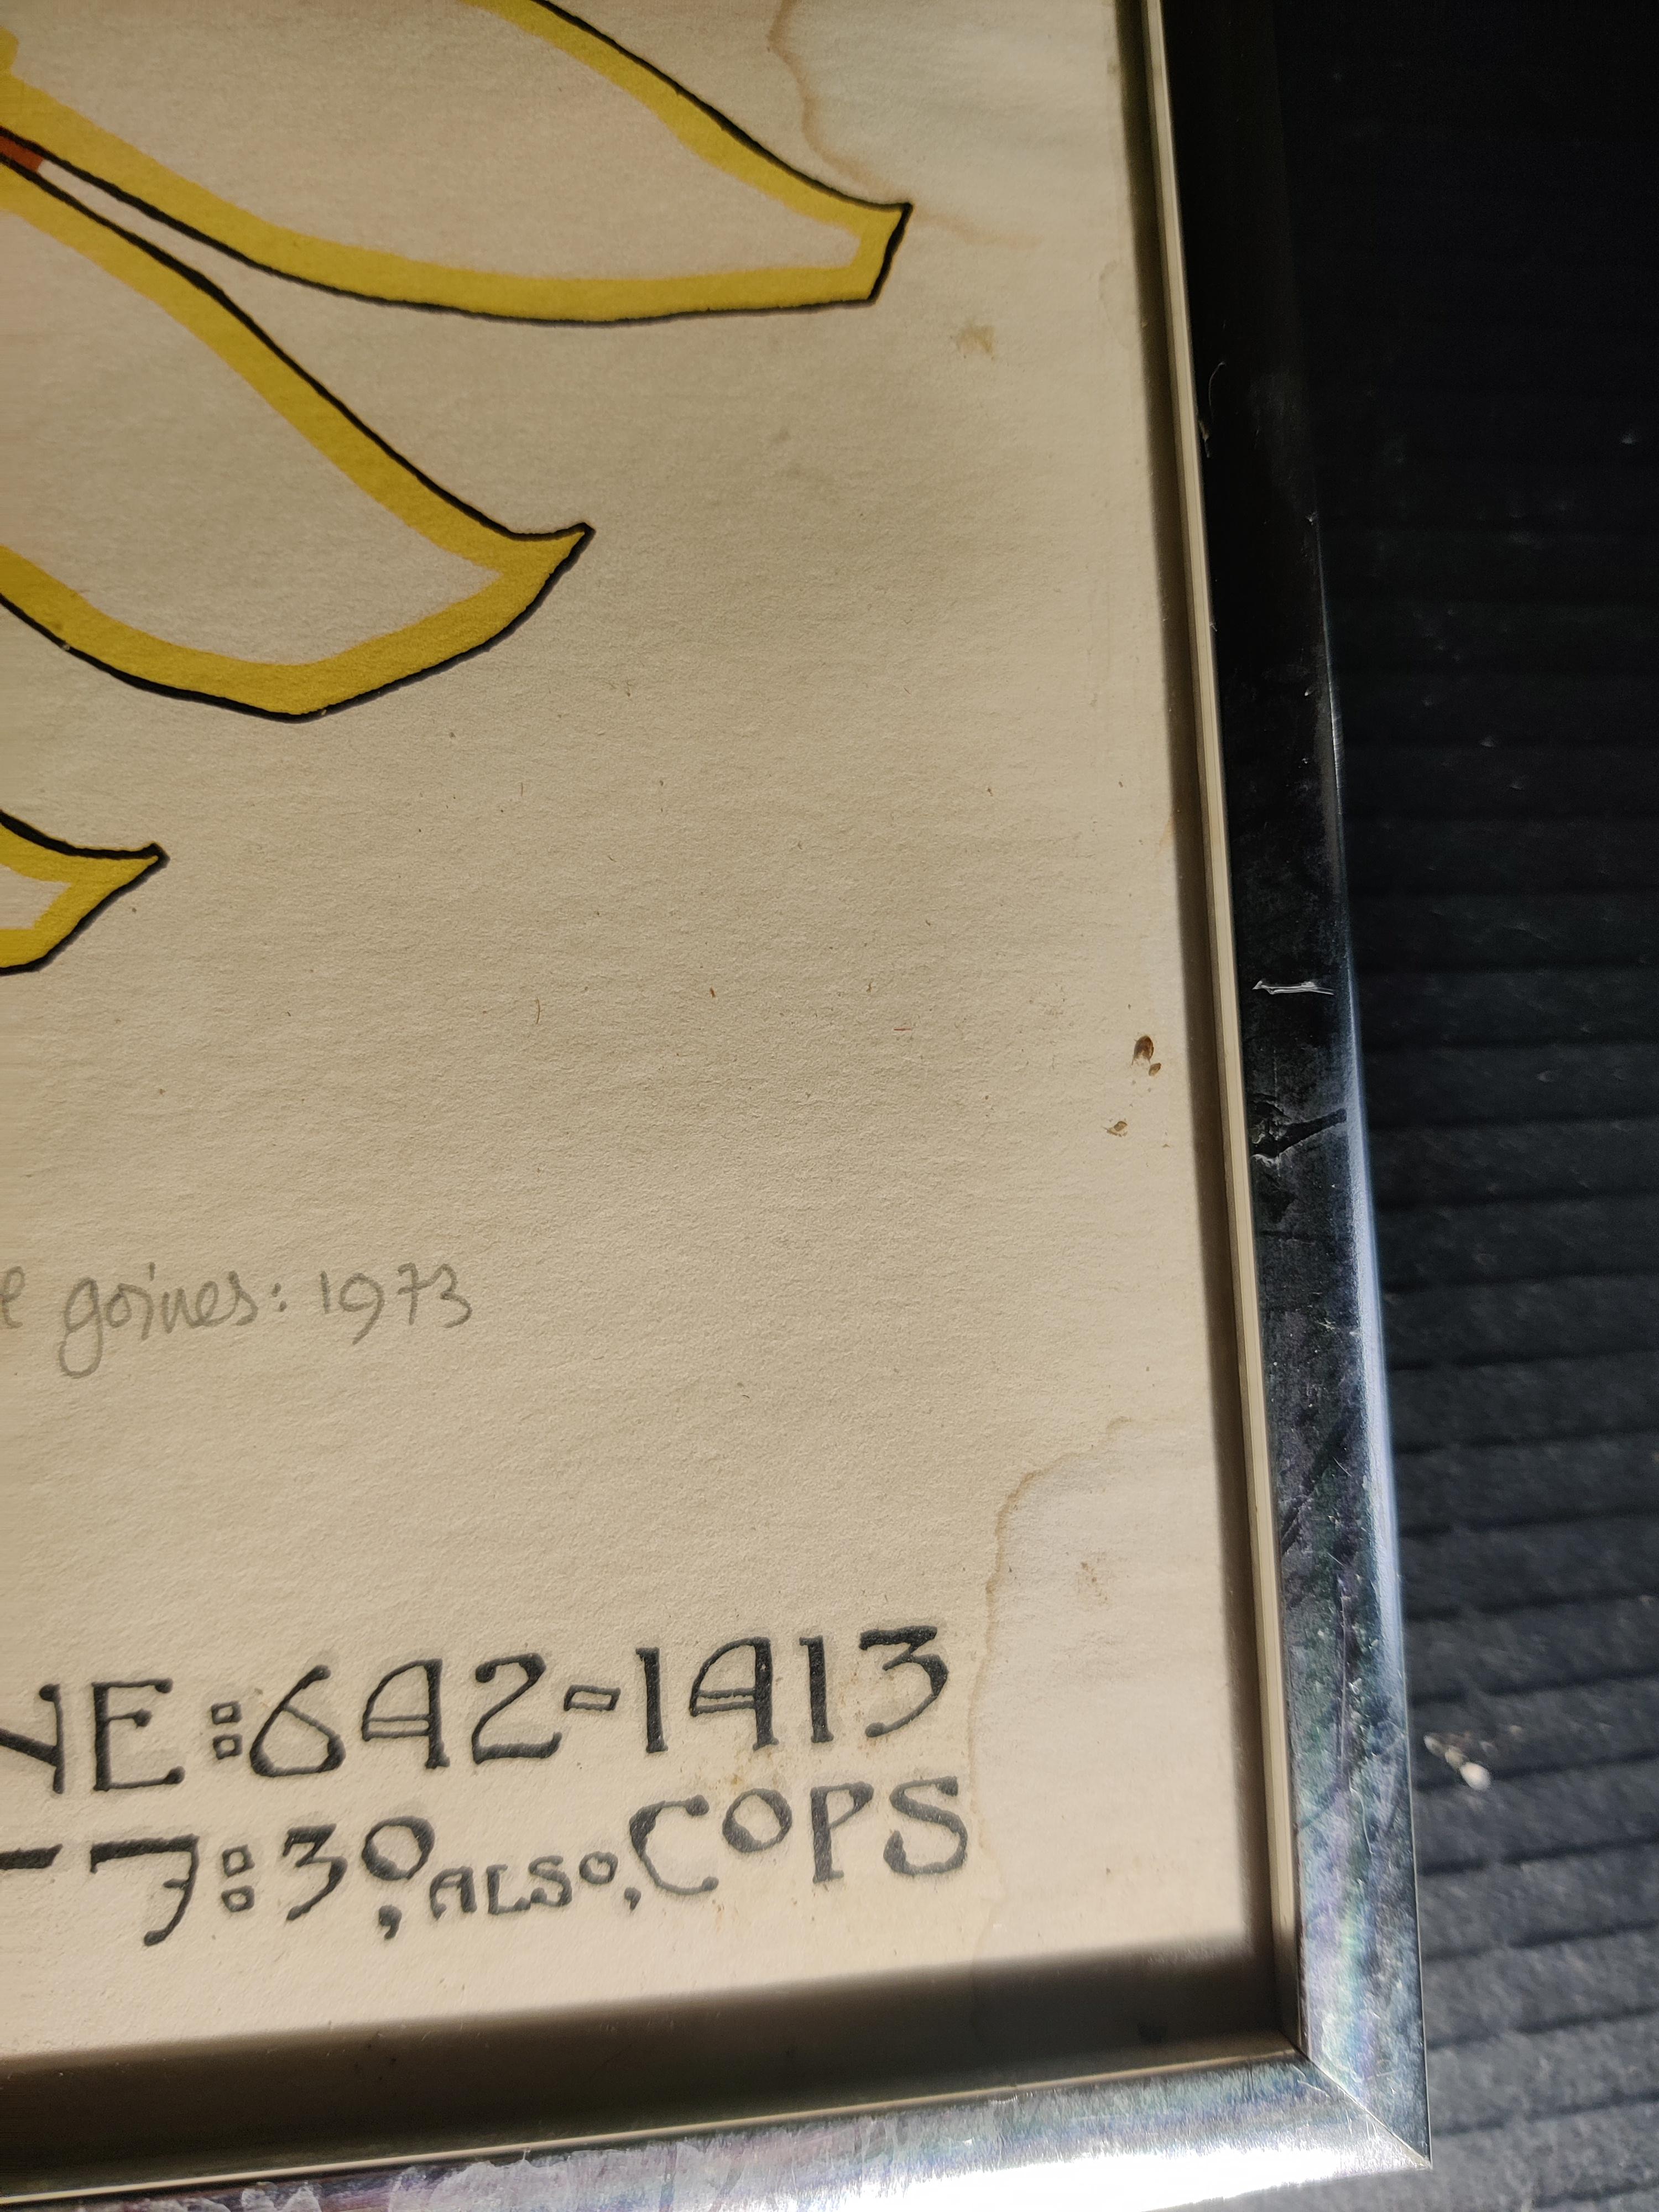 e goines: 1973
NE:642-1413
-7:30, ALSO, COPS